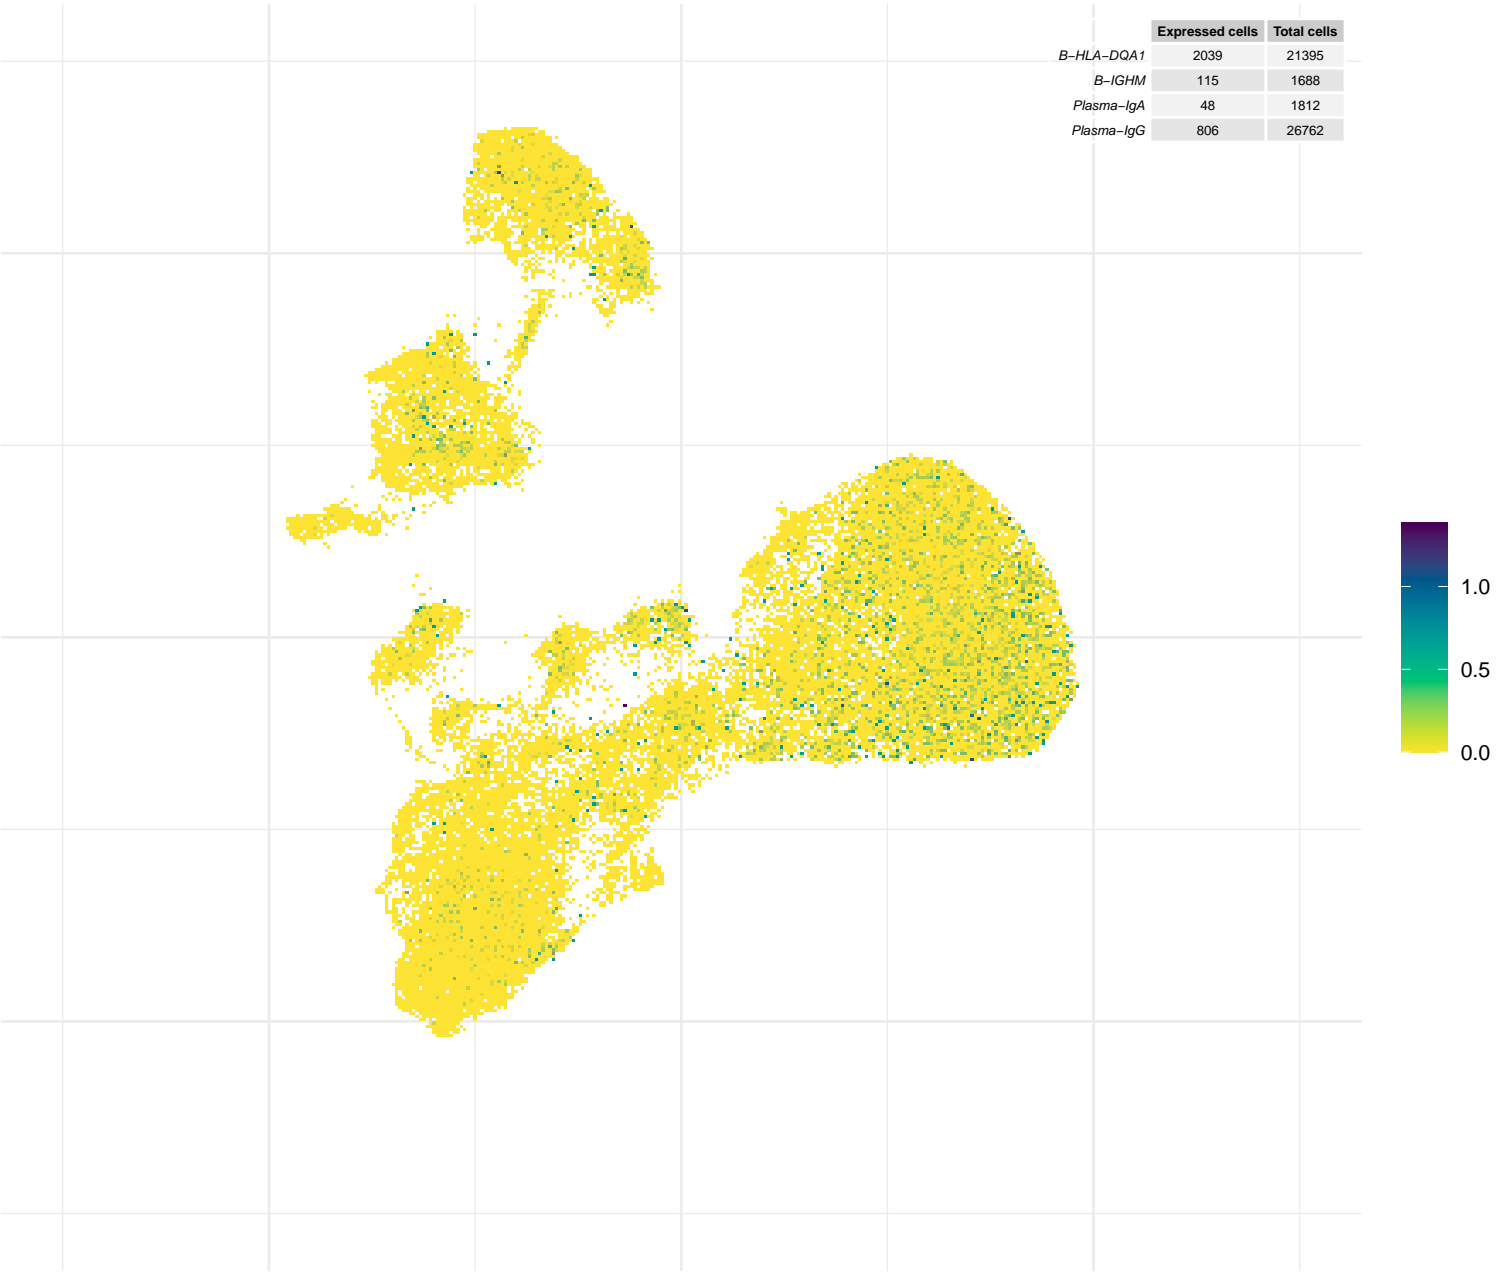 Expressed cells Total cells
B−HLA−DQA1 2039 21395
B−IGHM 115 1688
Plasma−IgA 48 1812
Plasma−IgG 806 26762
1.0
0.5
0.0